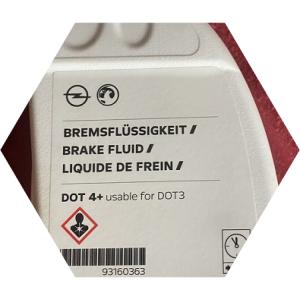 BREMSFLÜSSIGKEIT /
BRAKE FLUID /
LIQUIDE DE FREIN /
DOT 4+ usable for DOT3
93160363